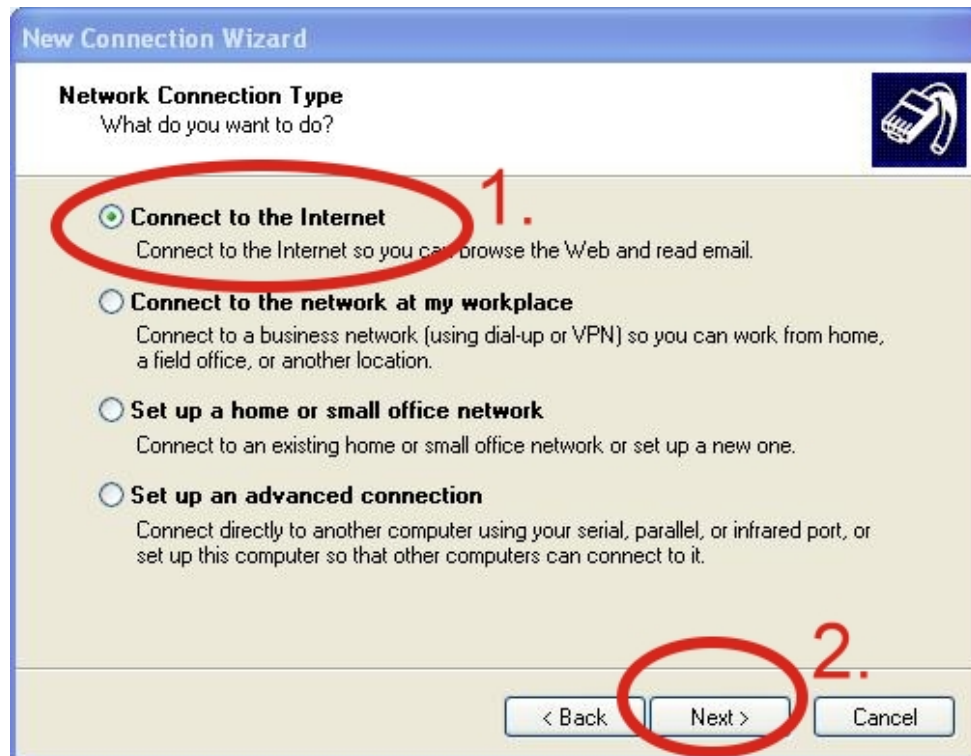 New Connection Wizard
Network Connection Type
What do you want to do?
1.
Connect to the Internet
Connect to the Internet so you can browse the Web and read email.
Connect to the network at my workplace
Connect to a business network (using dial-up or VPN) so you can work from home,
a field office, or another location.
Set up a home or small office network
Connect to an existing home or small office network or set up a new one.
Set up an advanced connection
Connect directly to another computer using your serial, parallel, or infrared port, or
set up this computer so that other computers can connect to it.
2.
< Back Next > Cancel